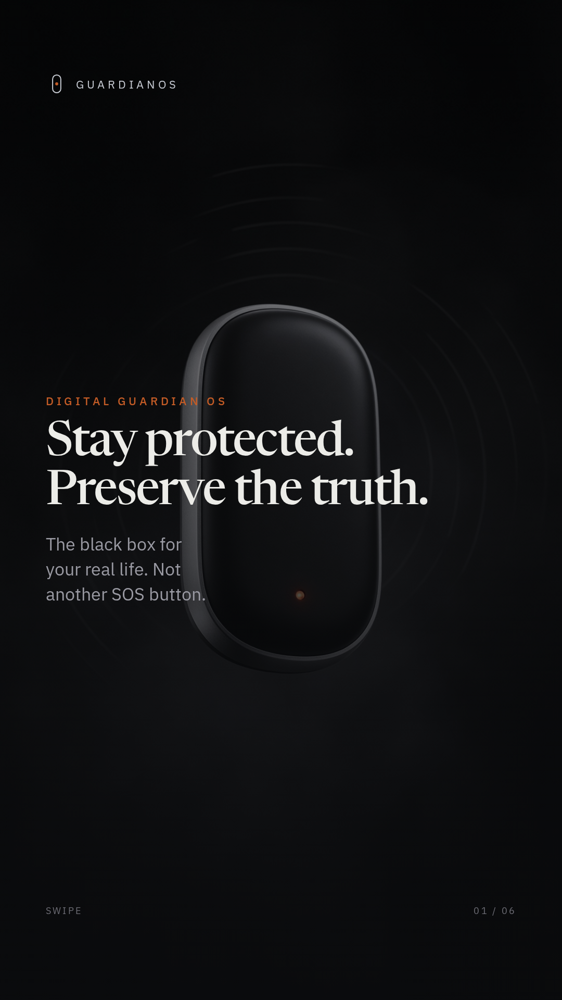 GUARDIANOS
DIGITAL GUARDIAN OS
Stay protected.
Preserve the truth.
The black box for
your real life. Not
another SOS button.
SWIPE
01 / 06